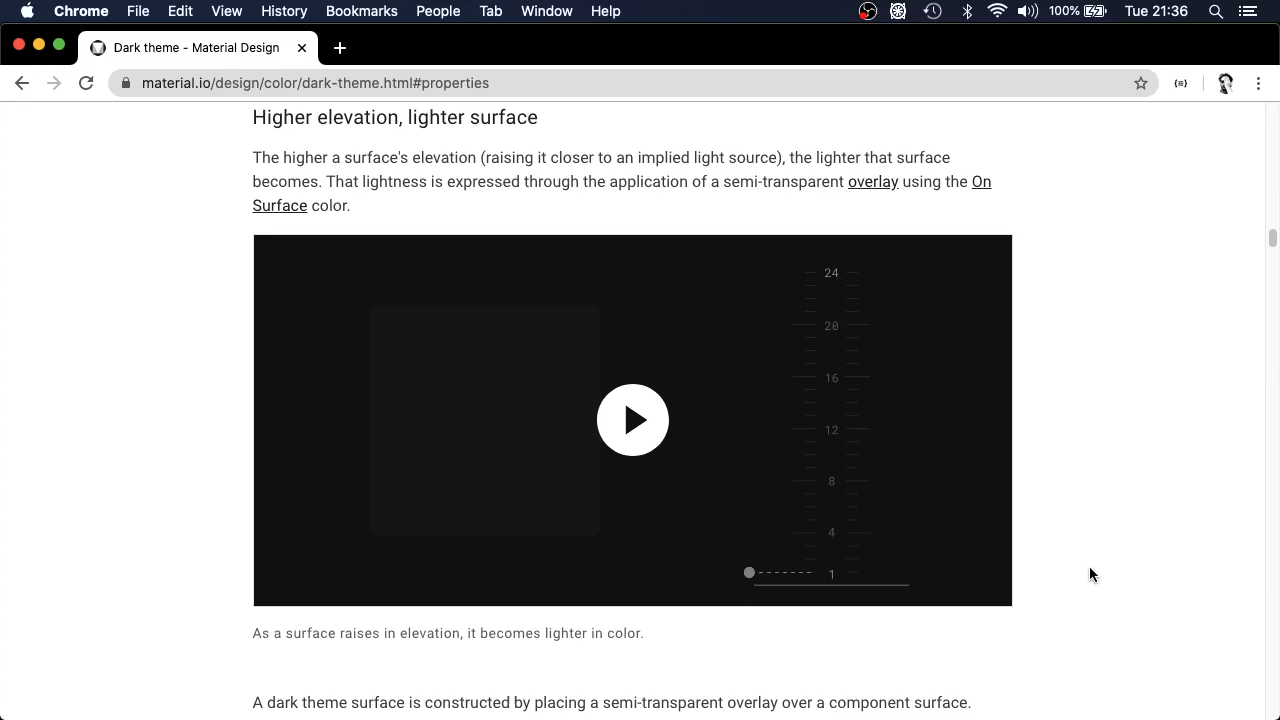 Chrome File Edit View History Bookmarks People Tab Window Help 100% Tue 21:36
Dark theme - Material Design
material.io/design/color/dark-theme.html#properties
Higher elevation, lighter surface
The higher a surface's elevation (raising it closer to an implied light source), the lighter that surface
becomes. That lightness is expressed through the application of a semi-transparent overlay using the On
Surface color.
24
20
16
12
8
4
1
As a surface raises in elevation, it becomes lighter in color.
A dark theme surface is constructed by placing a semi-transparent overlay over a component surface.